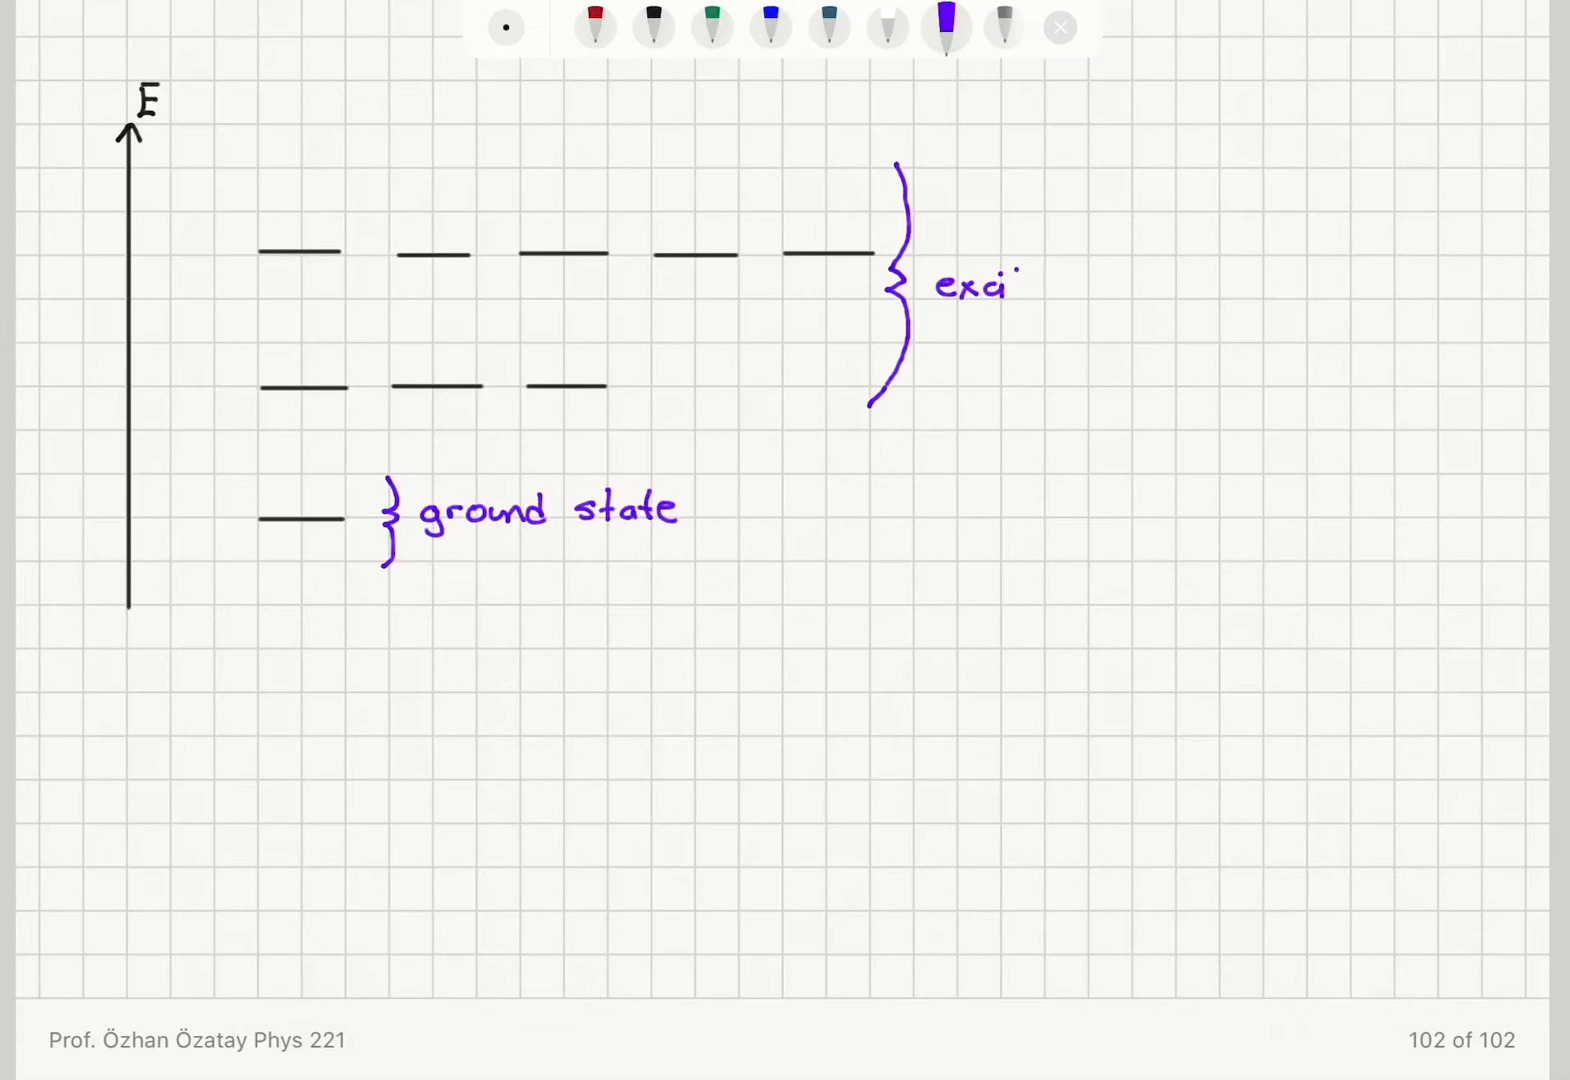 E
exci
ground state
Prof. Özhan Özatay Phys 221
102 of 102